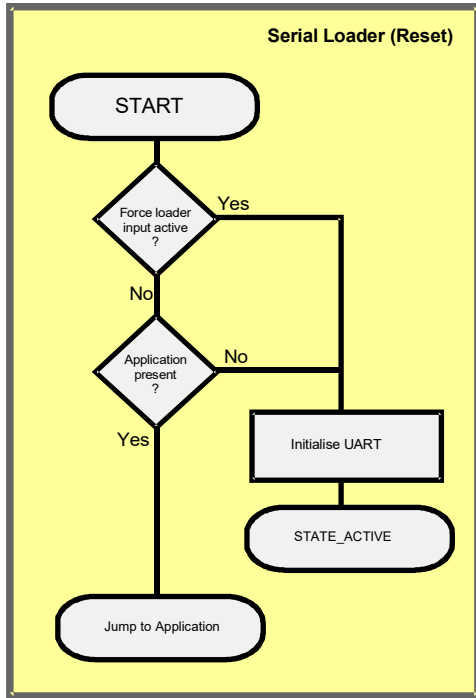 Serial Loader (Reset)
START
Force loader
input active
?
Yes
No
Application
present
?
No
Yes
Initialise UART
STATE_ACTIVE
Jump to Application